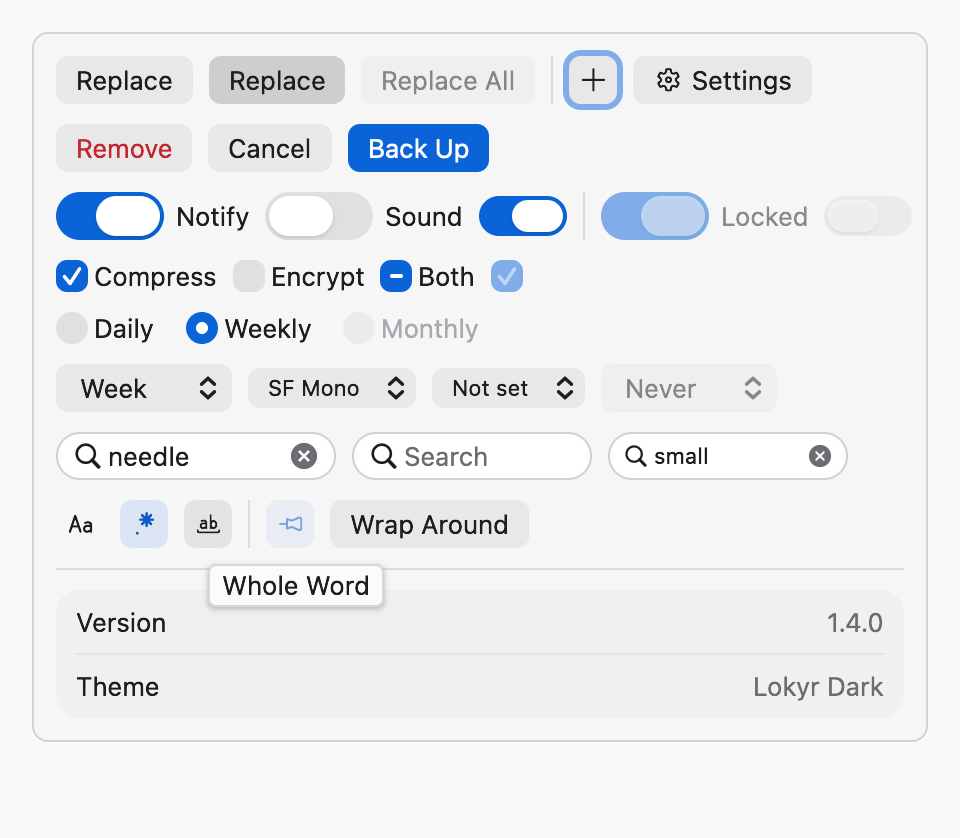 Replace Replace Replace All Settings
Remove Cancel Back Up
Notify Sound Locked
Compress Encrypt Both
Daily Weekly Monthly
Week SF Mono Not set Never
needle Search small
Aa .* ab Wrap Around
Whole Word
Version 1.4.0
Theme Lokyr Dark